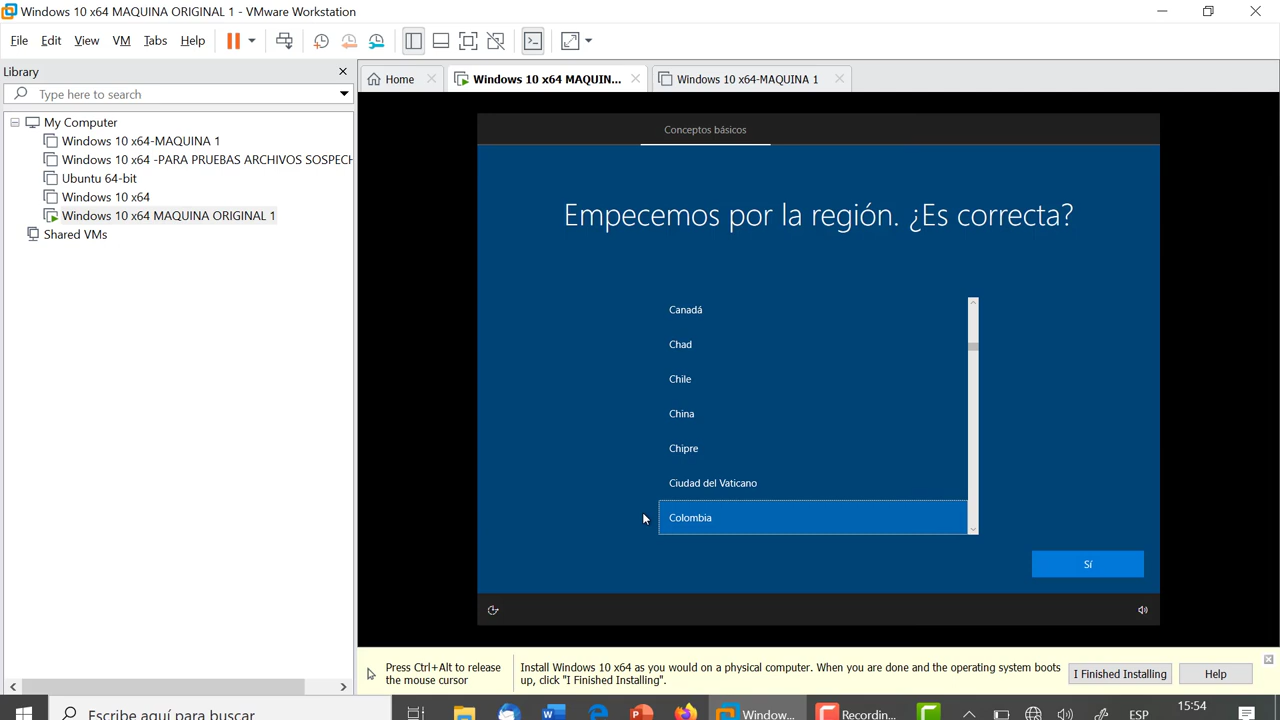 Windows 10 x64 MAQUINA ORIGINAL 1 - VMware Workstation
File Edit View VM Tabs Help
Library
Type here to search
My Computer
Windows 10 x64-MAQUINA 1
Windows 10 x64 -PARA PRUEBAS ARCHIVOS SOSPECH
Ubuntu 64-bit
Windows 10 x64
Windows 10 x64 MAQUINA ORIGINAL 1
Shared VMs
Home
Windows 10 x64 MAQUIN...
Windows 10 x64-MAQUINA 1
Conceptos básicos
Empecemos por la región. ¿Es correcta?
Canadá
Chad
Chile
China
Chipre
Ciudad del Vaticano
Colombia
Sí
Press Ctrl+Alt to release
the mouse cursor
Install Windows 10 x64 as you would on a physical computer. When you are done and the operating system boots
up, click "I Finished Installing".
I Finished Installing
Help
Escribe aquí para buscar
Window...
Recordin...
ESP
15:54